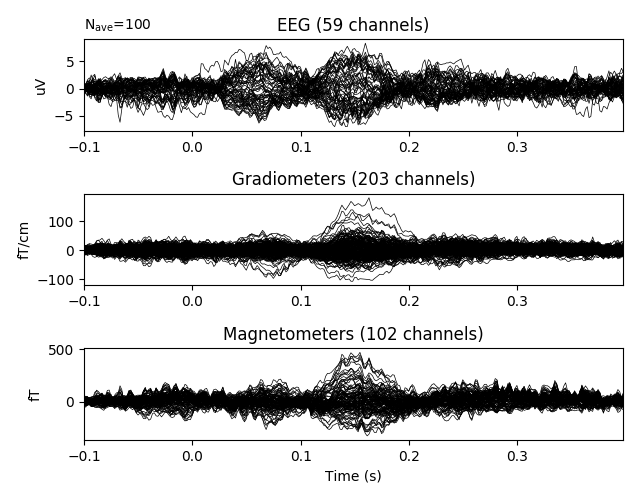 N_ave=100
EEG (59 channels)
5
0
−5
uV
−0.1 0.0 0.1 0.2 0.3
Gradiometers (203 channels)
100
0
−100
fT/cm
−0.1 0.0 0.1 0.2 0.3
Magnetometers (102 channels)
500
0
fT
−0.1 0.0 0.1 0.2 0.3
Time (s)